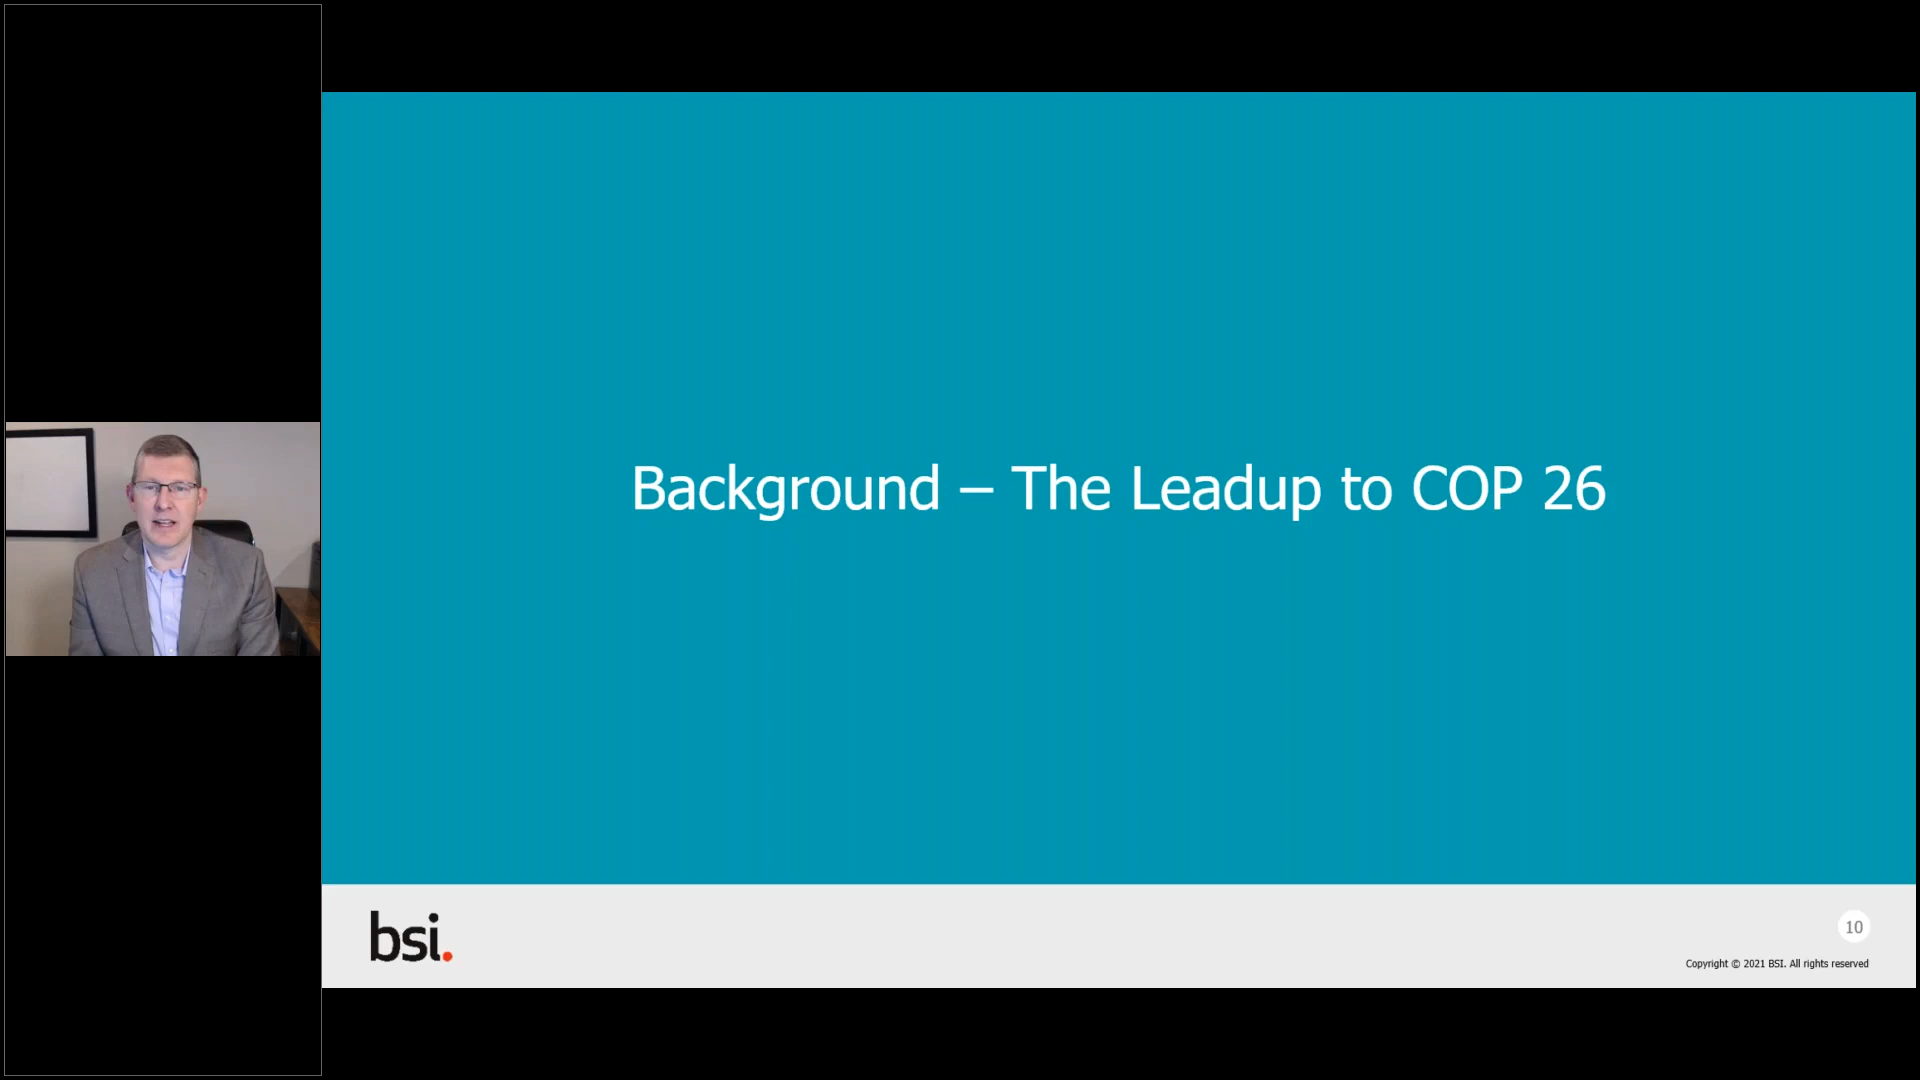 Background – The Leadup to COP 26
bsi.
10
Copyright © 2021 BSI. All rights reserved